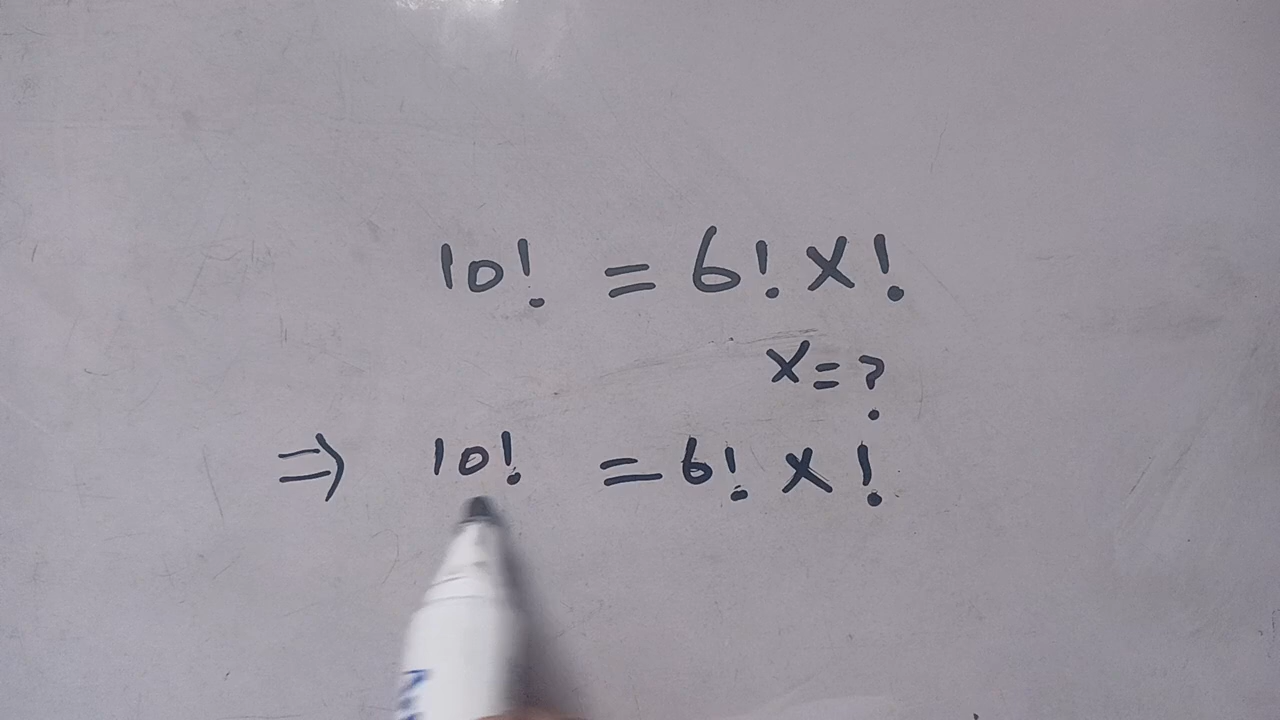 10! = 6! x!
x = ?
⇒ 10! = 6! x!